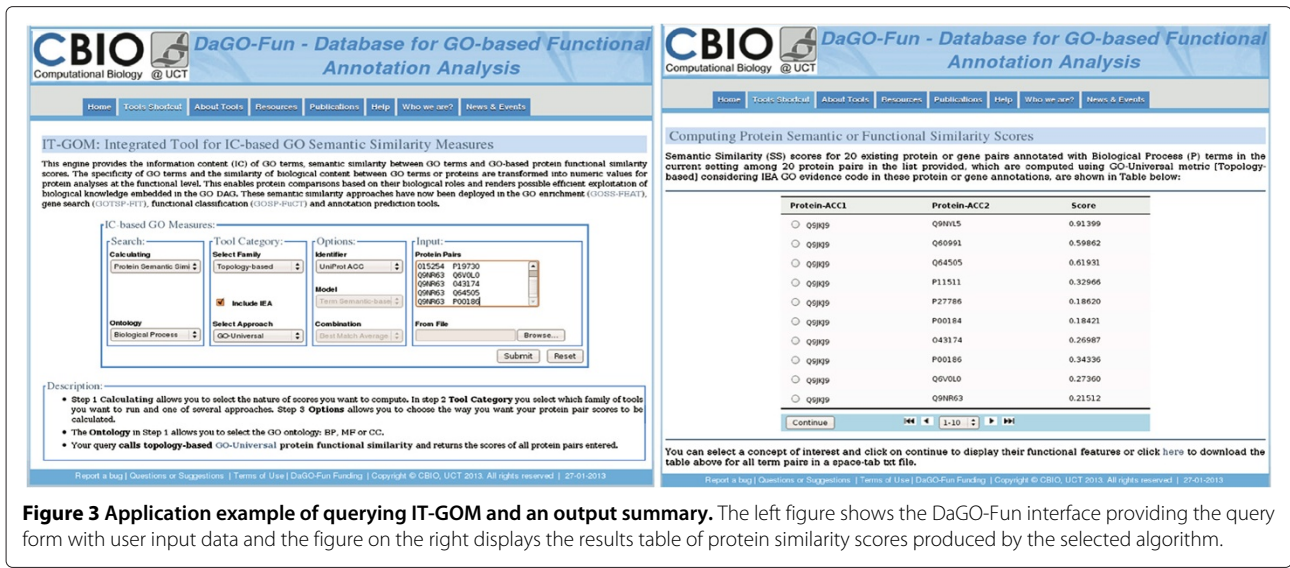 CBIO
Computational Biology @ UCT
DaGO-Fun - Database for GO-based Functional
Annotation Analysis
Home Tools Shortcut About Tools Resources Publications Help Who we are? News & Events
IT-GOM: Integrated Tool for IC-based GO Semantic Similarity Measures
This engine provides the information content (IC) of GO terms, semantic similarity between GO terms and GO-based protein functional similarity
scores. The specificity of GO terms and the similarity of biological content between GO terms or proteins are transformed into numeric values for
protein analyses at the functional level. This enables protein comparisons based on their biological roles and renders possible efficient exploitation of
biological knowledge embedded in the GO DAG. These semantic similarity approaches have now been deployed in the GO enrichment (GOSS-FEAT),
gene search (GOTSP-FIT), functional classification (GOSP-FuCT) and annotation prediction tools.
IC-based GO Measures:
Search: Tool Category: Options: Input:
Calculating Select Family Identifier Protein Pairs
Protein Semantic Simi Topology-based UniProt ACC
O15254 P19730
Q9NR63 Q6V0L0
Q9NR63 O43174
Q9NR63 Q64505
Q9NR63 P00186
Include IEA
Model
Term Semantic-base
Ontology Select Approach Combination From File
Biological Process GO-Universal Best Match Average Browse...
Submit Reset
Description:
• Step 1 Calculating allows you to select the nature of scores you want to compute. In step 2 Tool Category you select which family of tools
you want to run and one of several approaches. Step 3 Options allows you to choose the way you want your protein pair scores to be
calculated.
• The Ontology in Step 1 allows you to select the GO ontology: BP, MF or CC.
• Your query calls topology-based GO-Universal protein functional similarity and returns the scores of all protein pairs entered.
Report a bug | Questions or Suggestions | Terms of Use | DaGO-Fun Funding | Copyright © CBIO, UCT 2013. All rights reserved | 27-01-2013
CBIO
Computational Biology @ UCT
DaGO-Fun - Database for GO-based Functional
Annotation Analysis
Home Tools Shortcut About Tools Resources Publications Help Who we are? News & Events
Computing Protein Semantic or Functional Similarity Scores
Semantic Similarity (SS) scores for 20 existing protein or gene pairs annotated with Biological Process (P) terms in the
current setting among 20 protein pairs in the list provided, which are computed using GO-Universal metric [Topology-
based] considering IEA GO evidence code in these protein or gene annotations, are shown in Table below:
Protein-ACC1 Protein-ACC2 Score
Q9JKJ9 Q9NYL5 0.91399
Q9JKJ9 Q60991 0.59862
Q9JKJ9 Q64505 0.61931
Q9JKJ9 P11511 0.32966
Q9JKJ9 P27786 0.18620
Q9JKJ9 P00184 0.18421
Q9JKJ9 O43174 0.26987
Q9JKJ9 P00186 0.34336
Q9JKJ9 Q6V0L0 0.27360
Q9JKJ9 Q9NR63 0.21512
Continue 1-10
You can select a concept of interest and click on continue to display their functional features or click here to download the
table above for all term pairs in a space-tab txt file.
Report a bug | Questions or Suggestions | Terms of Use | DaGO-Fun Funding | Copyright © CBIO, UCT 2013. All rights reserved | 27-01-2013
Figure 3 Application example of querying IT-GOM and an output summary. The left figure shows the DaGO-Fun interface providing the query
form with user input data and the figure on the right displays the results table of protein similarity scores produced by the selected algorithm.